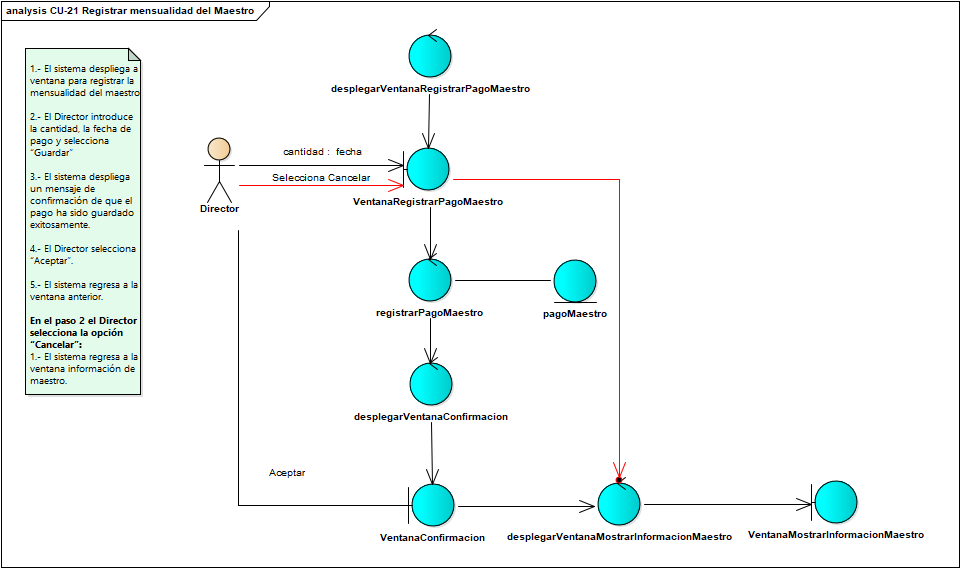 analysis CU-21 Registrar mensualidad del Maestro
1.- El sistema despliega a
ventana para registrar la
mensualidad del maestro
2.- El Director introduce
la cantidad, la fecha de
pago y selecciona
“Guardar”
3.- El sistema despliega
un mensaje de
confirmación de que el
pago ha sido guardado
exitosamente.
4.- El Director selecciona
“Aceptar”.
5.- El sistema regresa a la
ventana anterior.
En el paso 2 el Director
selecciona la opción
“Cancelar”:
1.- El sistema regresa a la
ventana información de
maestro.
desplegarVentanaRegistrarPagoMaestro
cantidad : fecha
Selecciona Cancelar
Director
VentanaRegistrarPagoMaestro
registrarPagoMaestro
pagoMaestro
desplegarVentanaConfirmacion
Aceptar
VentanaConfirmacion
desplegarVentanaMostrarInformacionMaestro
VentanaMostrarInformacionMaestro